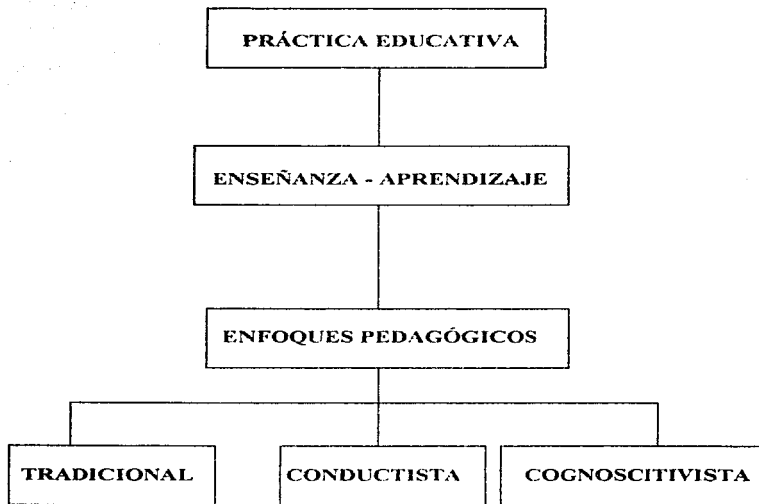 PRÁCTICA EDUCATIVA
ENSEÑANZA - APRENDIZAJE
ENFOQUES PEDAGÓGICOS
TRADICIONAL CONDUCTISTA COGNOSCITIVISTA